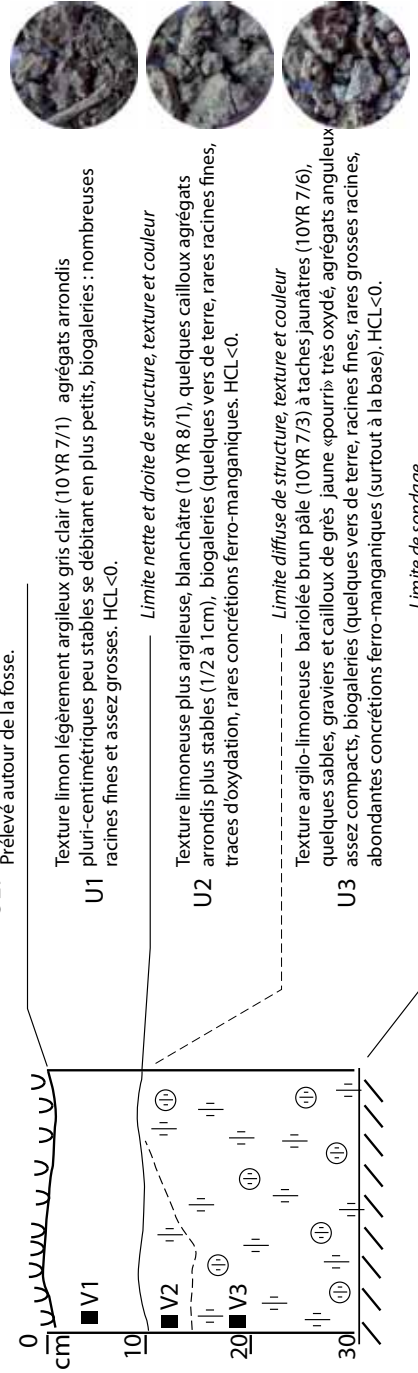 Prélevé autour de la fosse.
U1
Texture limon légèrement argileux gris clair (10 YR 7/1) agrégats arrondis
pluri-centimétriques peu stables se débitant en plus petits, biogaleries : nombreuses
racines fines et assez grosses. HCL<0.
Limite nette et droite de structure, texture et couleur
U2
Texture limoneuse plus argileuse, blanchâtre (10 YR 8/1), quelques cailloux agrégats
arrondis plus stables (1/2 à 1cm), biogaleries (quelques vers de terre, rares racines fines,
traces d'oxydation, rares concrétions ferro-manganiques. HCL<0.
Limite diffuse de structure, texture et couleur
U3
Texture argilo-limoneuse bariolée brun pâle (10YR 7/3) à taches jaunâtres (10YR 7/6),
quelques sables, graviers et cailloux de grès jaune «pourri» très oxydé, agrégats anguleux
assez compacts, biogaleries (quelques vers de terre, racines fines, rares grosses racines,
abondantes concrétions ferro-manganiques (surtout à la base). HCL<0.
Limite de sondage
0
cm
10
20
30
V1
V2
V3